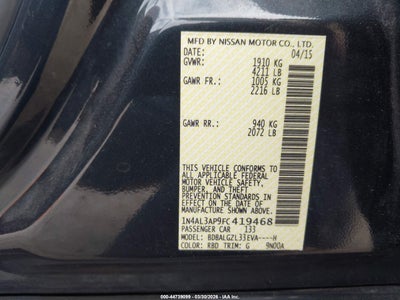 MFD BY NISSAN MOTOR CO., LTD.
DATE: 04/15
GVWR: 1910 KG
4211 LB
GAWR FR: 1005 KG
2216 LB
GAWR RR: 940 KG
2072 LB
THIS VEHICLE CONFORMS TO
ALL APPLICABLE FEDERAL
MOTOR VEHICLE SAFETY,
BUMPER, AND THEFT
PREVENTION STANDARDS IN
EFFECT ON THE DATE OF
MANUFACTURE SHOWN ABOVE.
1N4AL3AP9FC419468
PASSENGER CAR 133
MODEL: BDBALGZL33EVA----H
COLOR: RBD TRIM: G 9N00A
000-44739099 - 03/30/2026 - IAA Holdings, LLC